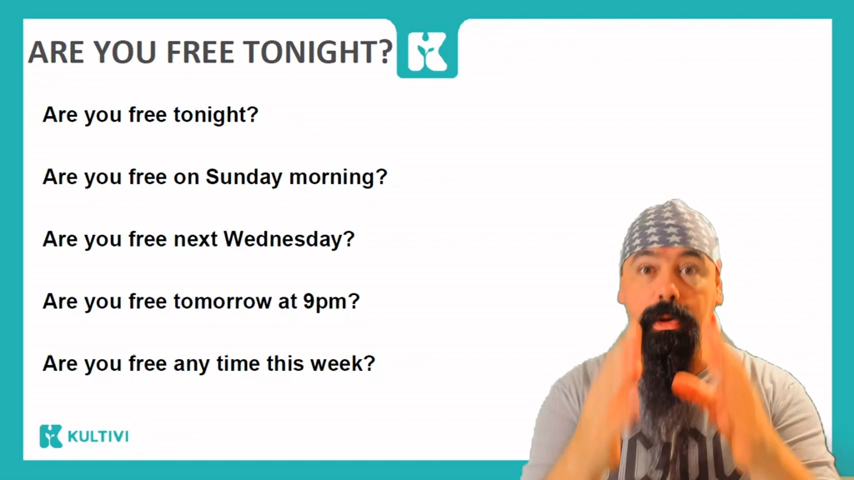 ARE YOU FREE TONIGHT?
Are you free tonight?
Are you free on Sunday morning?
Are you free next Wednesday?
Are you free tomorrow at 9pm?
Are you free any time this week?
KULTIVI